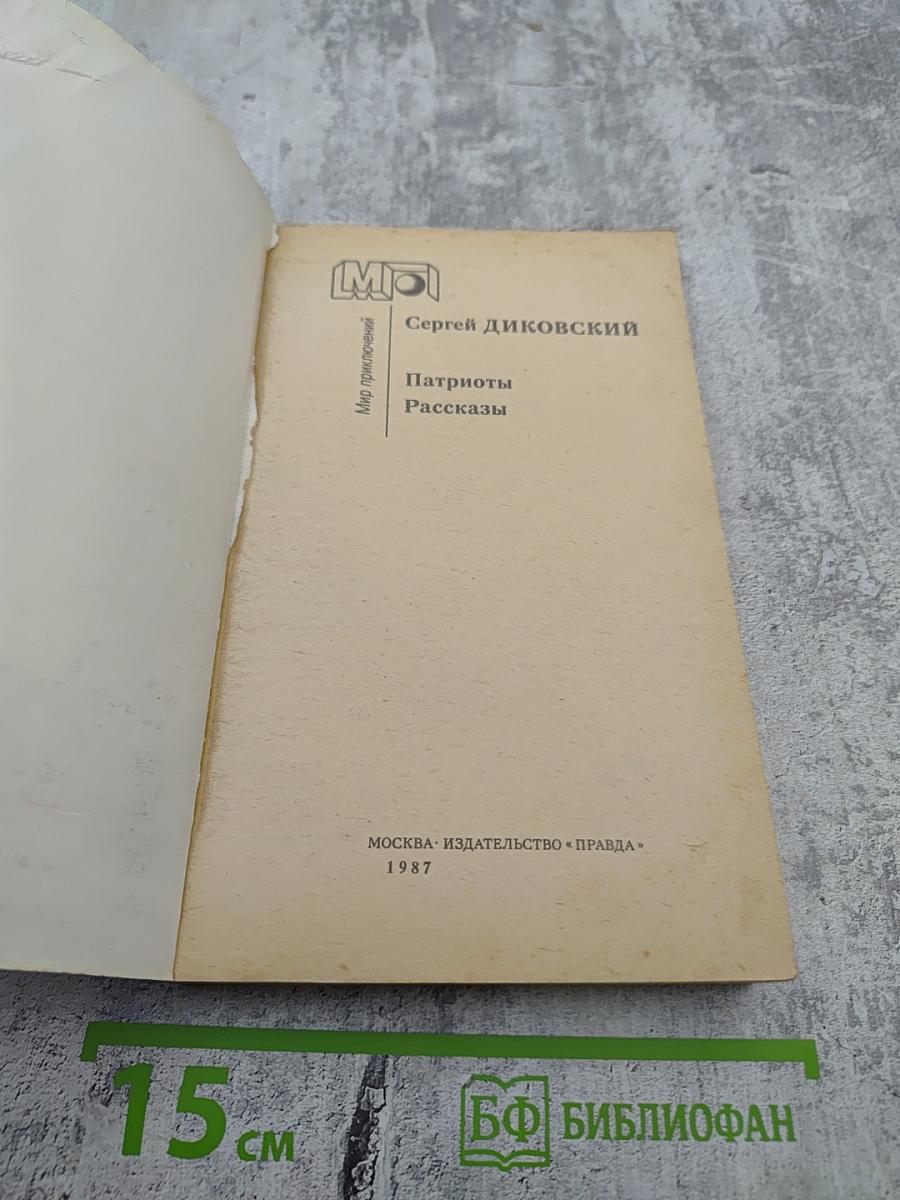 МП
Мир приключений
Сергей ДИКОВСКИЙ
Патриоты
Рассказы
МОСКВА· ИЗДАТЕЛЬСТВО «ПРАВДА»
1987
15 см
БФ БИБЛИОФАН